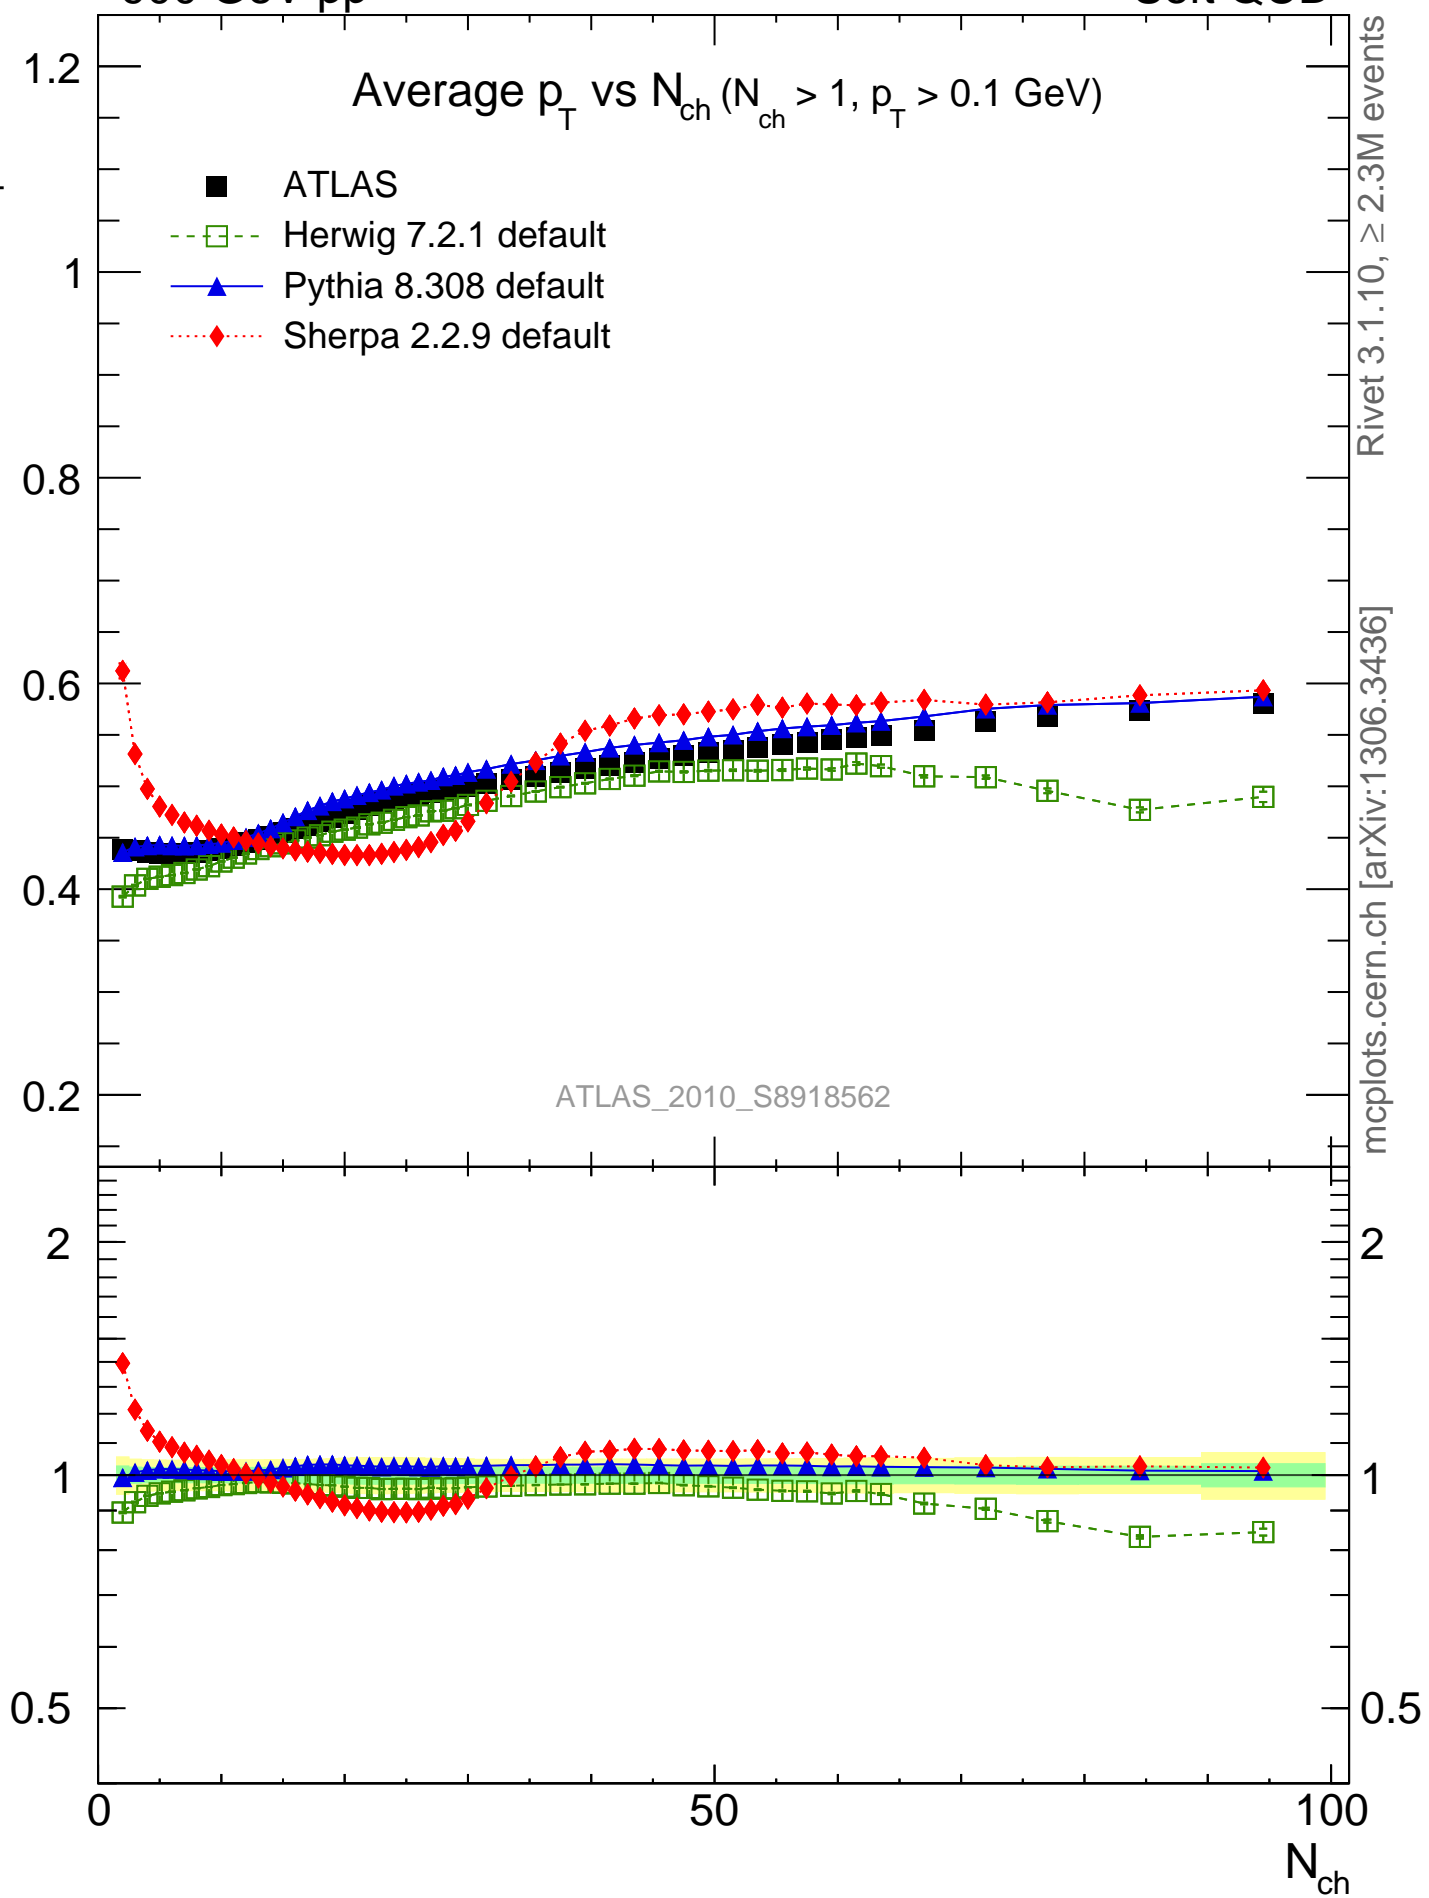 Average p_T vs N_ch (N_ch > 1, p_T > 0.1 GeV)
ATLAS
Herwig 7.2.1 default
Pythia 8.308 default
Sherpa 2.2.9 default
1.2
1
0.8
0.6
0.4
0.2
ATLAS_2010_S8918562
Rivet 3.1.10, ≥ 2.3M events
mcplots.cern.ch [arXiv:1306.3436]
2
1
0.5
2
1
0.5
0
50
100
N_ch